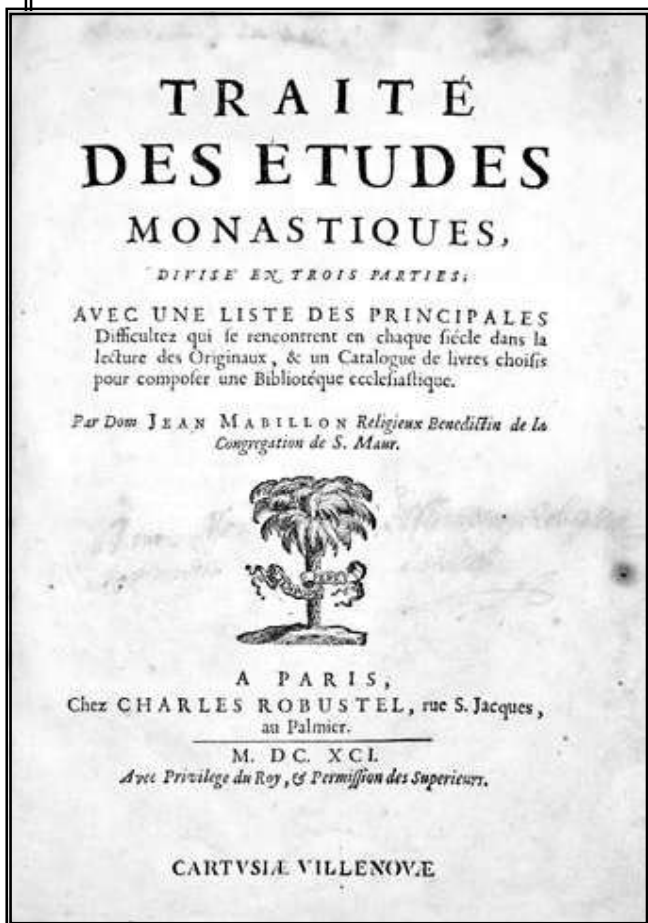 TRAITÉ
DES ETUDES
MONASTIQUES,
DIVISE' EN TROIS PARTIES;
AVEC UNE LISTE DES PRINCIPALES
Difficultez qui ſe rencontrent en chaque ſiécle dans la
lecture des Originaux, & un Catalogue de livres choiſis
pour compoſer une Bibliotéque eccleſiaſtique.
Par Dom JEAN MABILLON Religieux Benedictin de la
Congregation de S. Maur.
A PARIS,
Chez CHARLES ROBUSTEL, rue S. Jacques,
au Palmier.
M. DC. XCI.
Avec Privilege du Roy, & Permiſſion des Superieurs.
CARTVSIÆ VILLENOVÆ